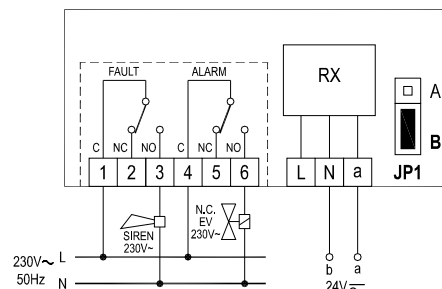 FAULT ALARM
RX
A
B
C NC NO C NC NO
1 2 3 4 5 6 L N a JP1
SIREN
230V~
N.C.
EV
230V~
230V~ L
50Hz N
b a
24V